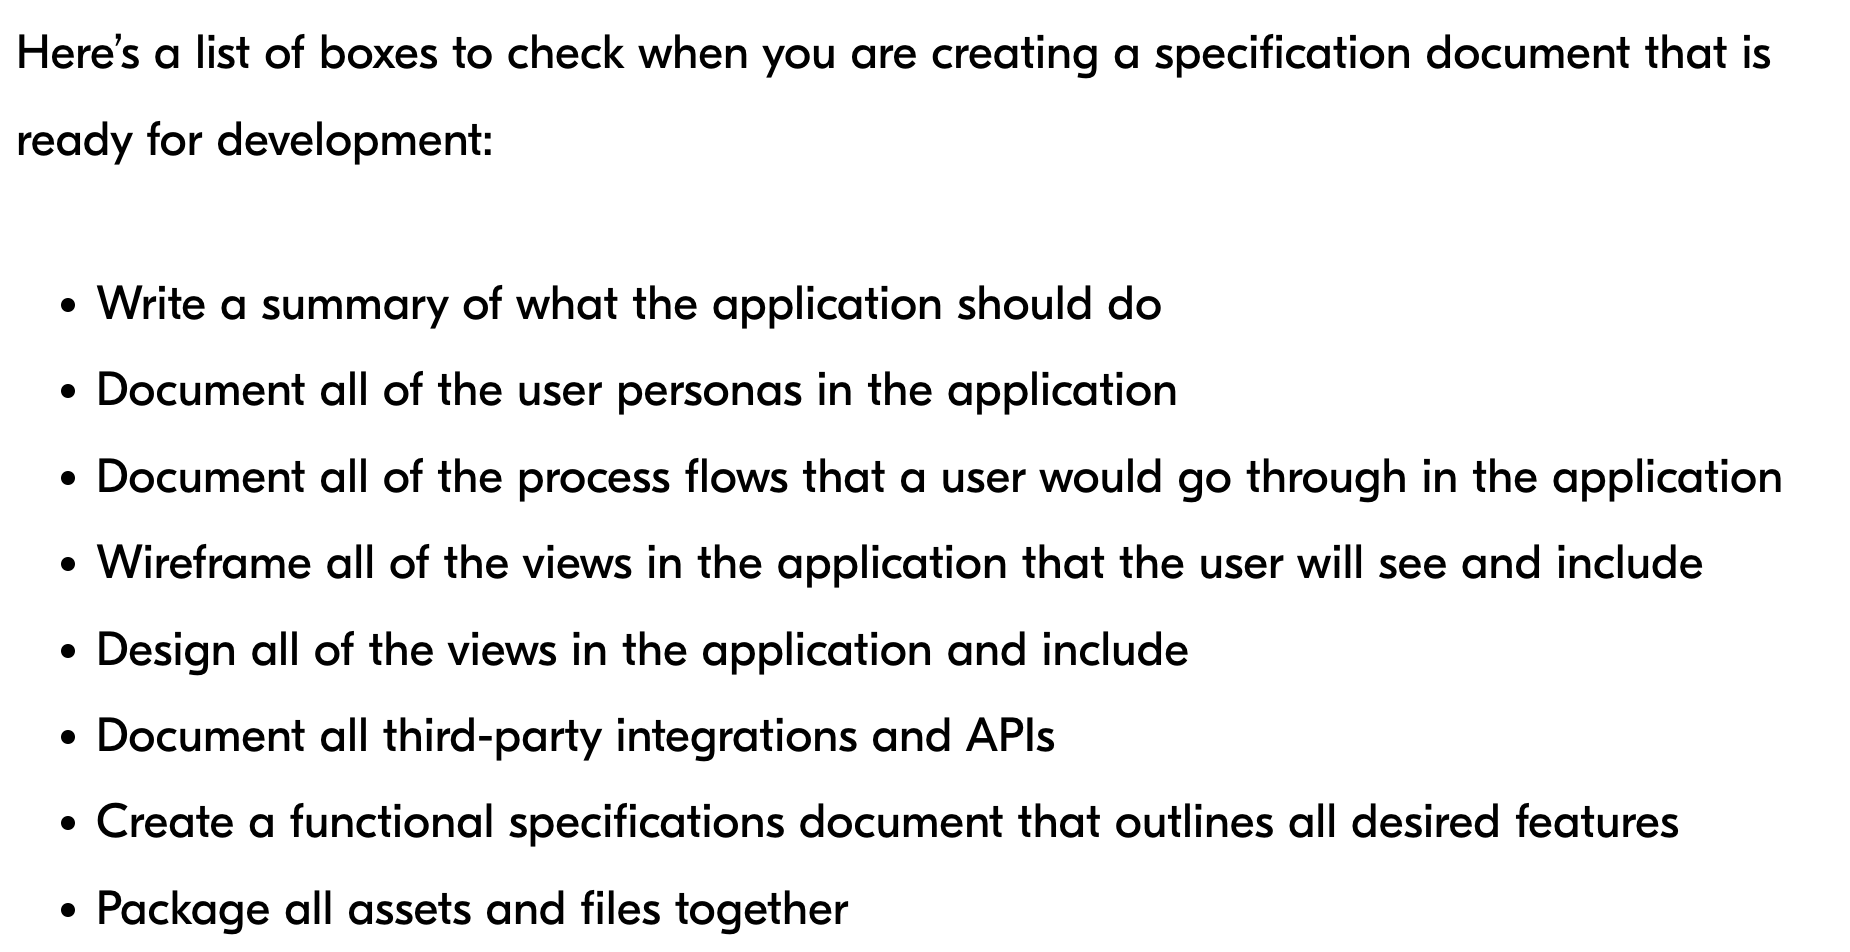 Here’s a list of boxes to check when you are creating a specification document that is
ready for development:
• Write a summary of what the application should do
• Document all of the user personas in the application
• Document all of the process flows that a user would go through in the application
• Wireframe all of the views in the application that the user will see and include
• Design all of the views in the application and include
• Document all third-party integrations and APIs
• Create a functional specifications document that outlines all desired features
• Package all assets and files together